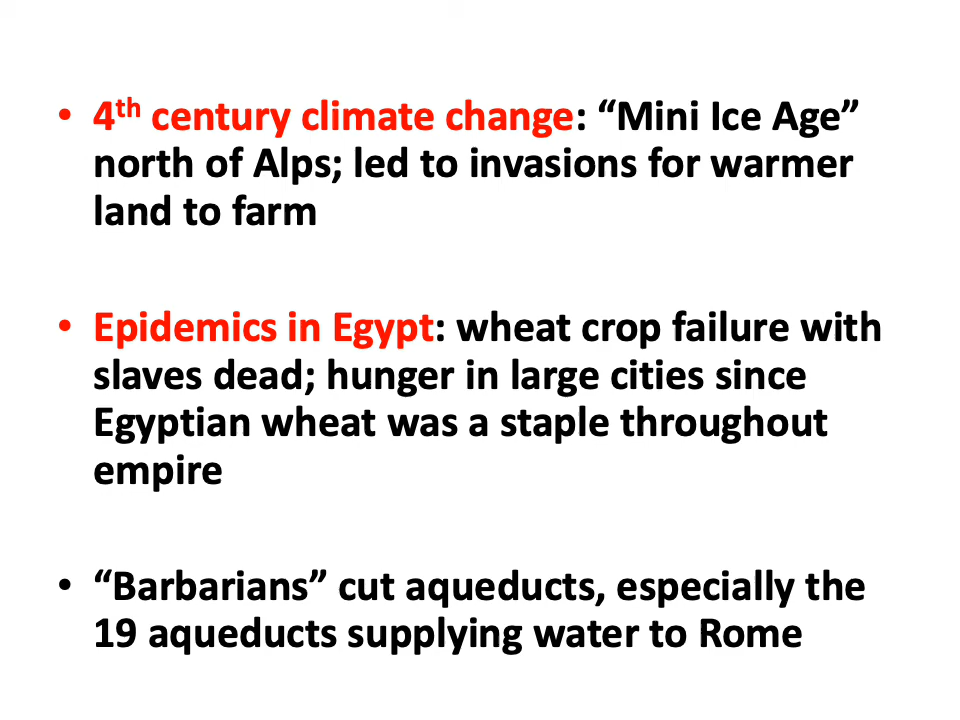 • 4th century climate change: “Mini Ice Age”
north of Alps; led to invasions for warmer
land to farm
• Epidemics in Egypt: wheat crop failure with
slaves dead; hunger in large cities since
Egyptian wheat was a staple throughout
empire
• “Barbarians” cut aqueducts, especially the
19 aqueducts supplying water to Rome